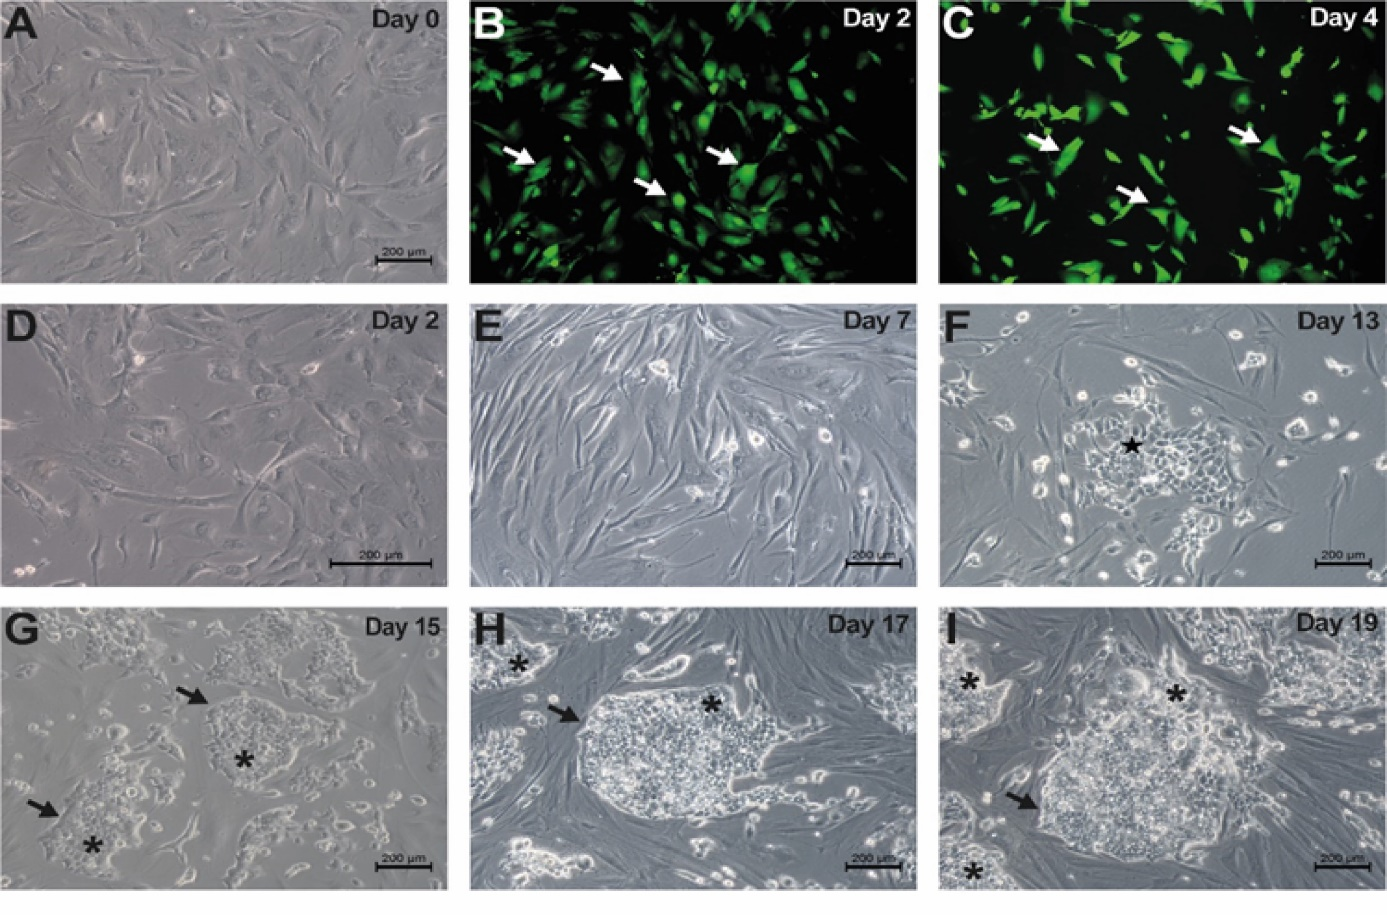 A Day 0
200 µm
B Day 2
C Day 4
D Day 2
200 µm
E Day 7
200 µm
F Day 13
200 µm
G Day 15
* *
200 µm
H Day 17
* *
200 µm
I Day 19
* * *
200 µm